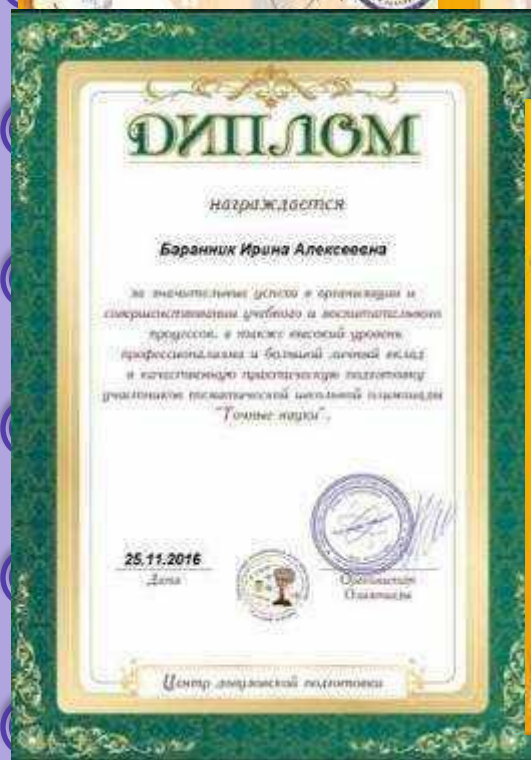 ДИПЛОМ
награждается
Баранник Ирина Алексеевна
за значительные успехи в организации и
совершенствовании учебного и воспитательного
процессов, а также высокий уровень
профессионализма и большой личный вклад
в качественную практическую подготовку
участников тематической школьной олимпиады
"Точные науки".
25.11.2016
Дата
Организатор
Олимпиады
Центр довузовской подготовки